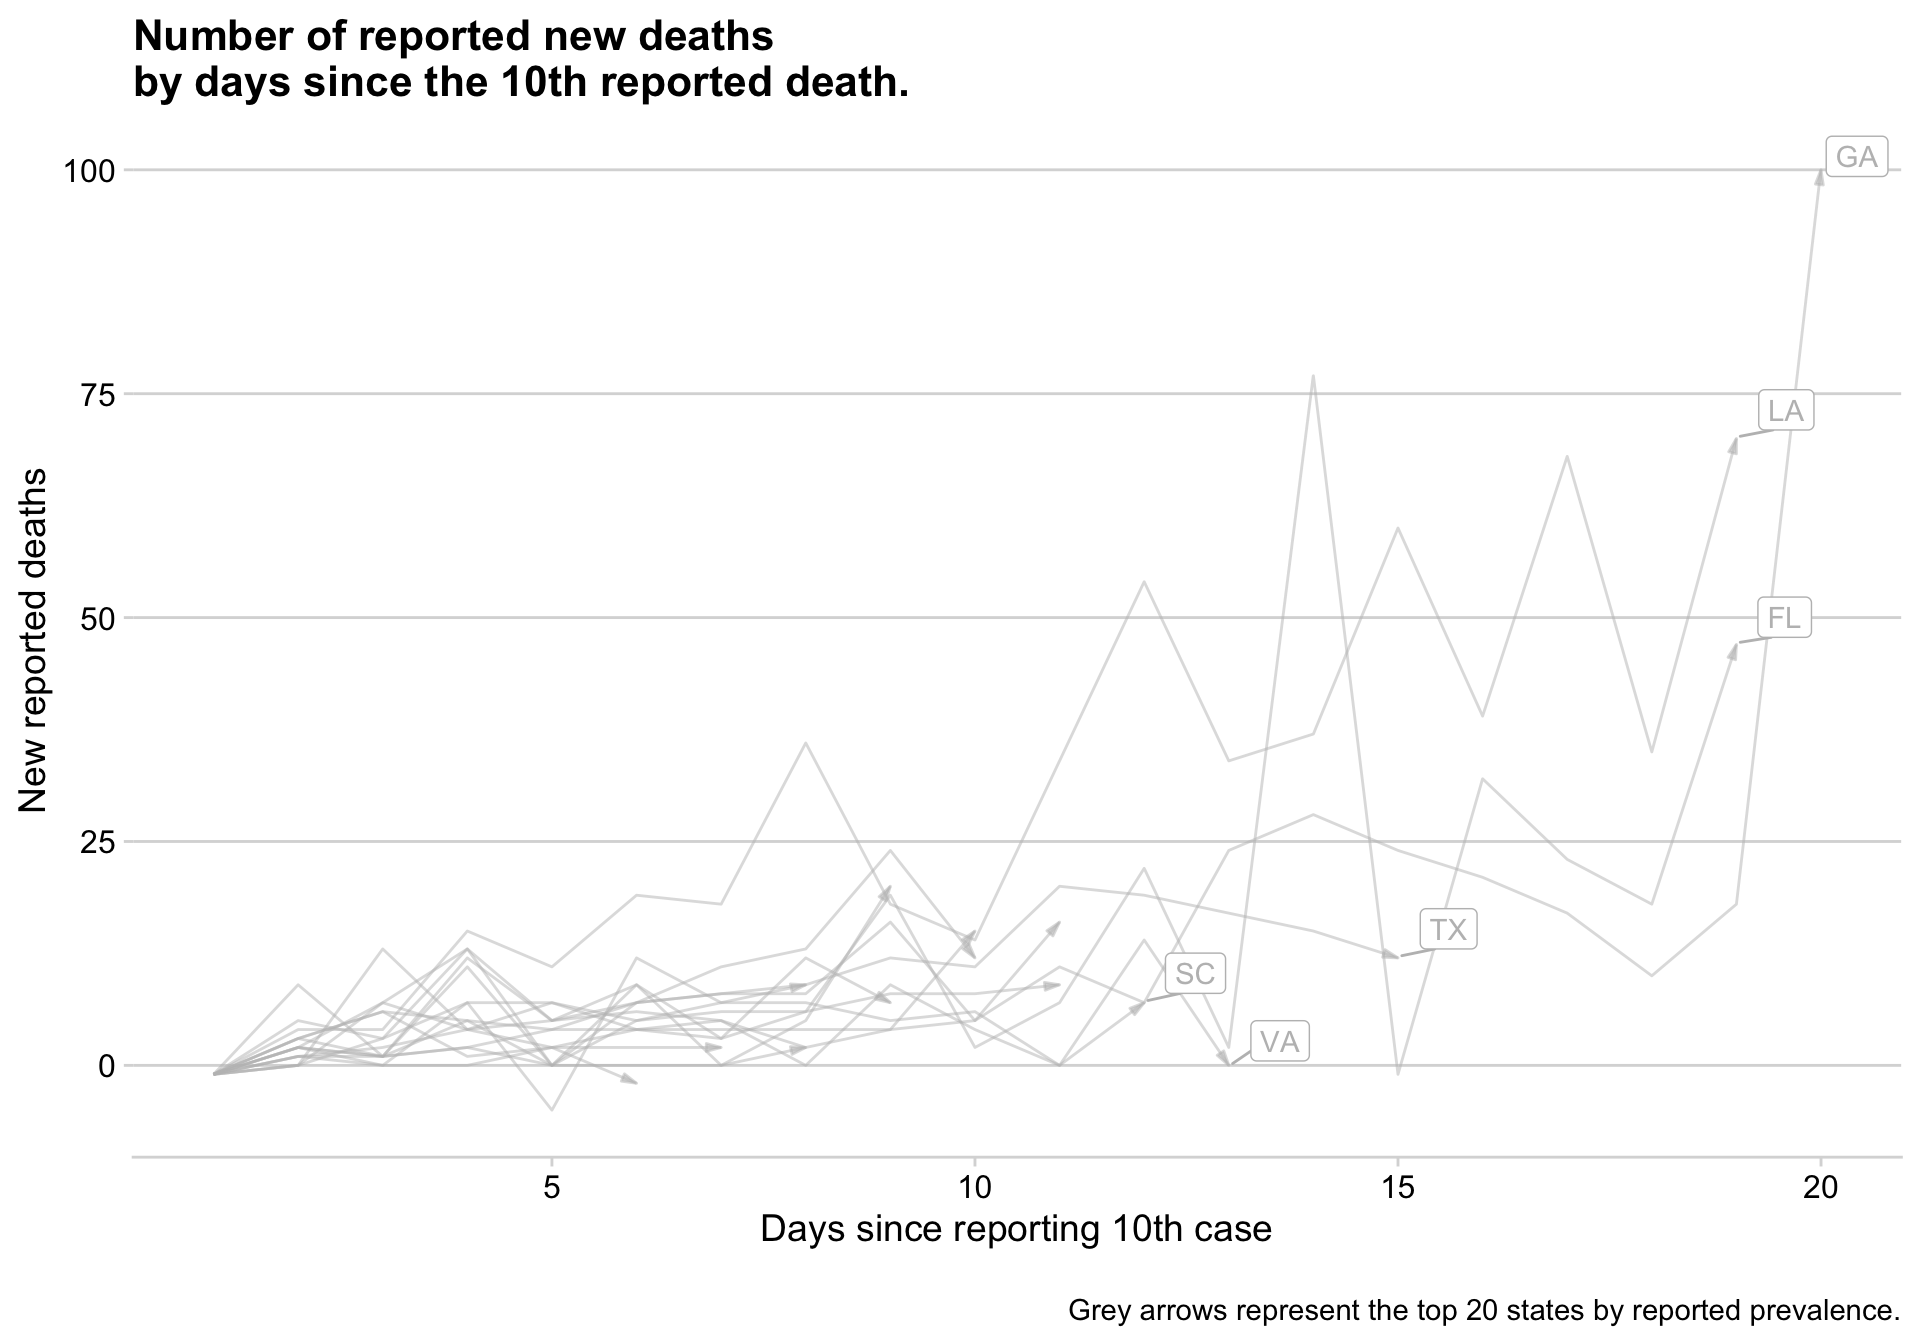 Number of reported new deaths
by days since the 10th reported death.
New reported deaths
100
75
50
25
0
GA
LA
FL
TX
SC
VA
5 10 15 20
Days since reporting 10th case
Grey arrows represent the top 20 states by reported prevalence.